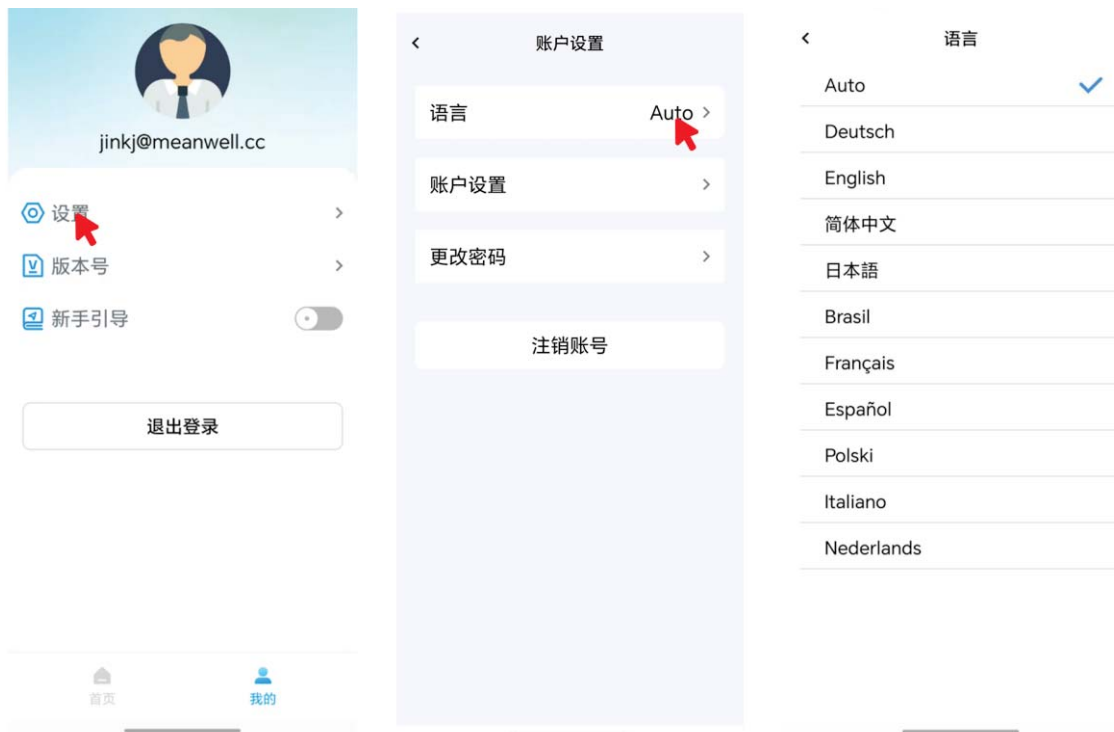 jinkj@meanwell.cc
设置
版本号
新手引导
退出登录
首页
我的
账户设置
语言 Auto
账户设置
更改密码
注销账号
语言
Auto
Deutsch
English
简体中文
日本語
Brasil
Français
Español
Polski
Italiano
Nederlands